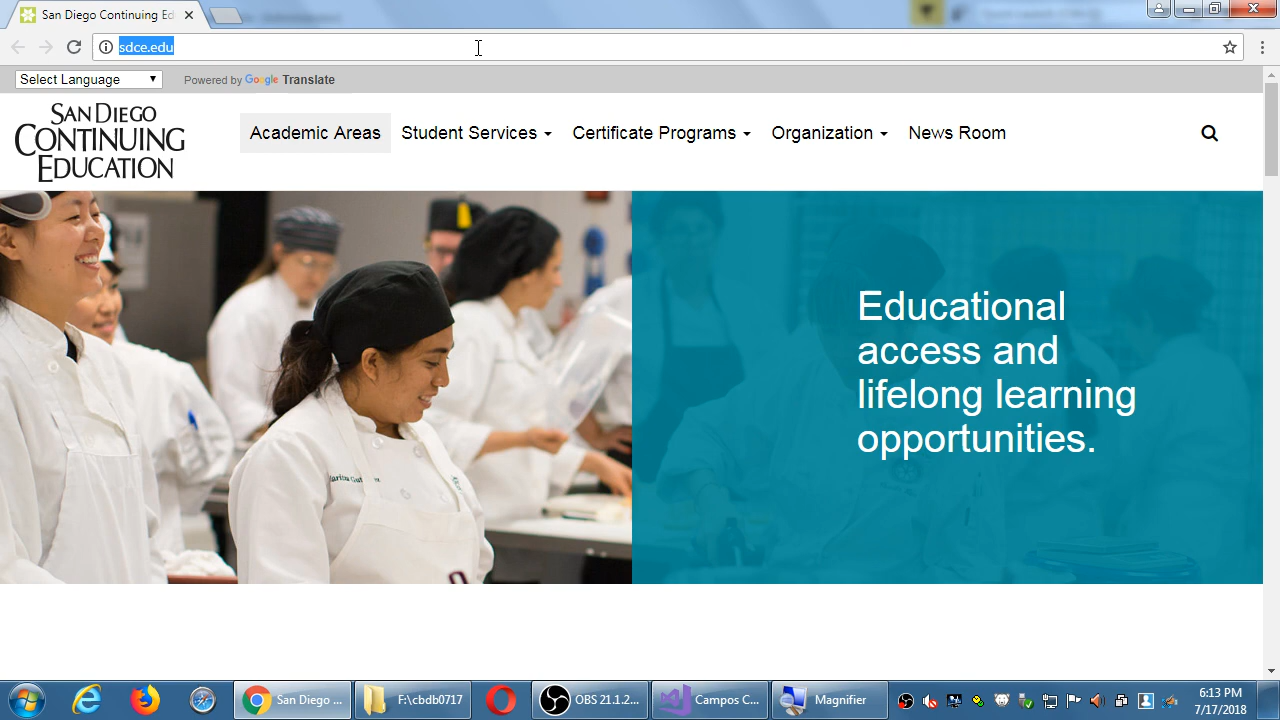 San Diego Continuing Ed
sdce.edu
Select Language
Powered by Google Translate
SAN DIEGO
CONTINUING
EDUCATION
Academic Areas
Student Services
Certificate Programs
Organization
News Room
Educational
access and
lifelong learning
opportunities.
San Diego ...
F:\cbdb0717
OBS 21.1.2...
Campos C...
Magnifier
6:13 PM
7/17/2018